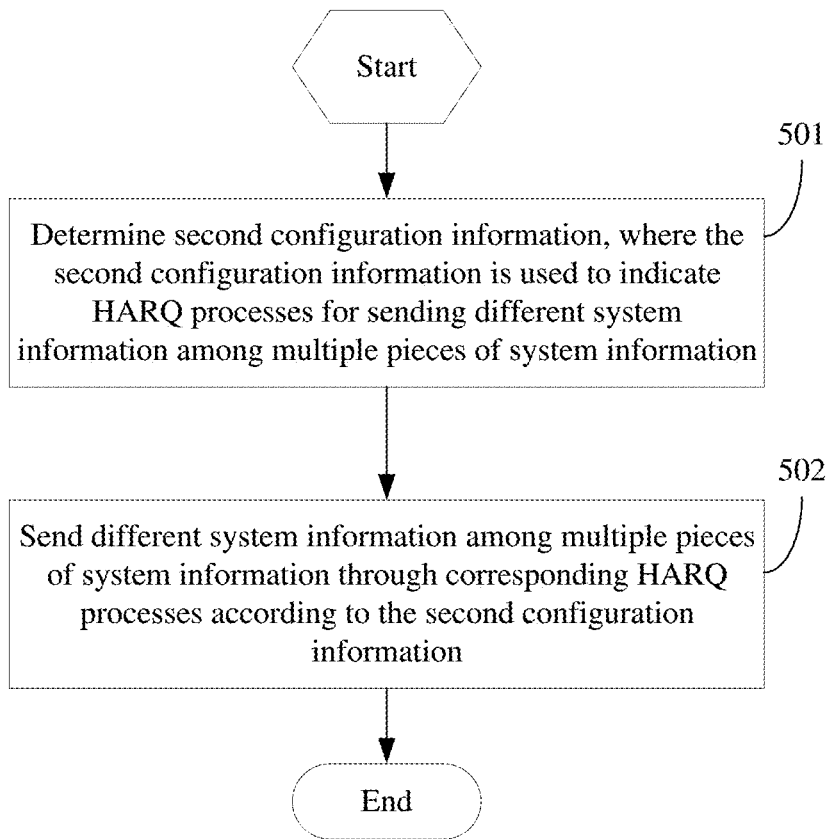 Start
501
Determine second configuration information, where the
second configuration information is used to indicate
HARQ processes for sending different system
information among multiple pieces of system information
502
Send different system information among multiple pieces
of system information through corresponding HARQ
processes according to the second configuration
information
End